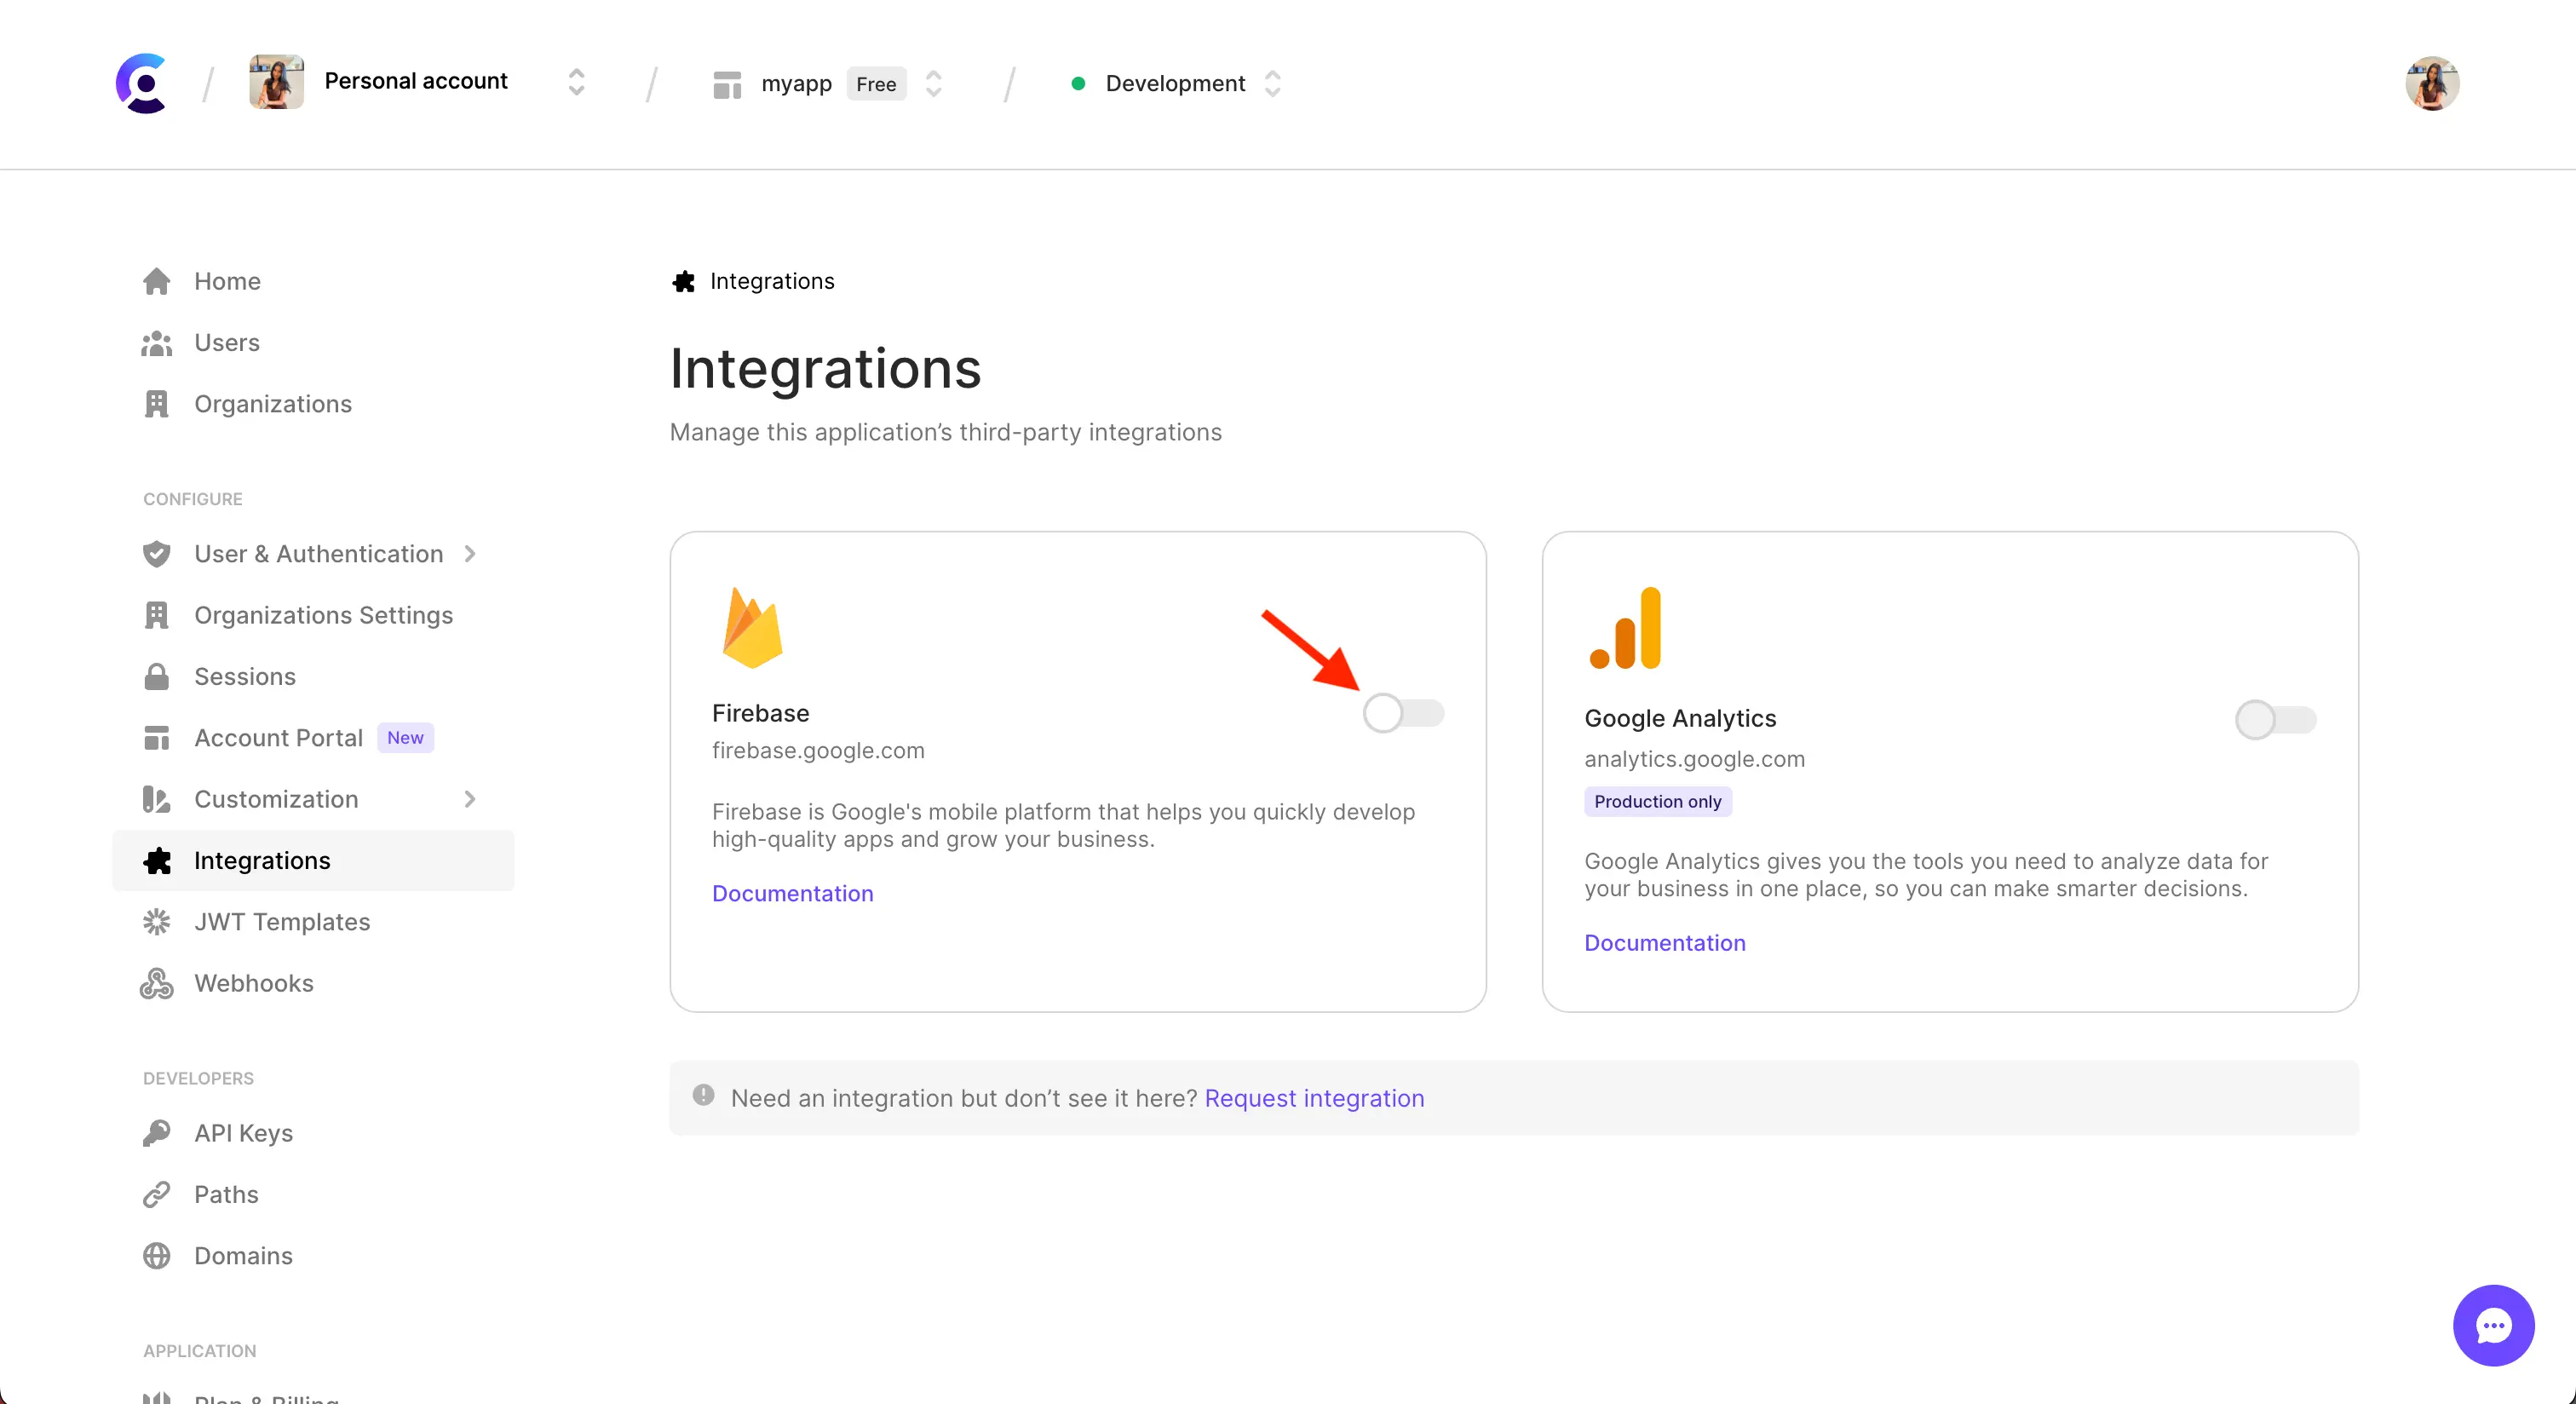 Personal account
myapp Free
Development
Home
Users
Organizations
CONFIGURE
User & Authentication
Organizations Settings
Sessions
Account Portal New
Customization
Integrations
JWT Templates
Webhooks
DEVELOPERS
API Keys
Paths
Domains
APPLICATION
Plan & Billing
Integrations
Integrations
Manage this application’s third-party integrations
Firebase
firebase.google.com
Firebase is Google's mobile platform that helps you quickly develop
high-quality apps and grow your business.
Documentation
Google Analytics
analytics.google.com
Production only
Google Analytics gives you the tools you need to analyze data for
your business in one place, so you can make smarter decisions.
Documentation
Need an integration but don’t see it here? Request integration